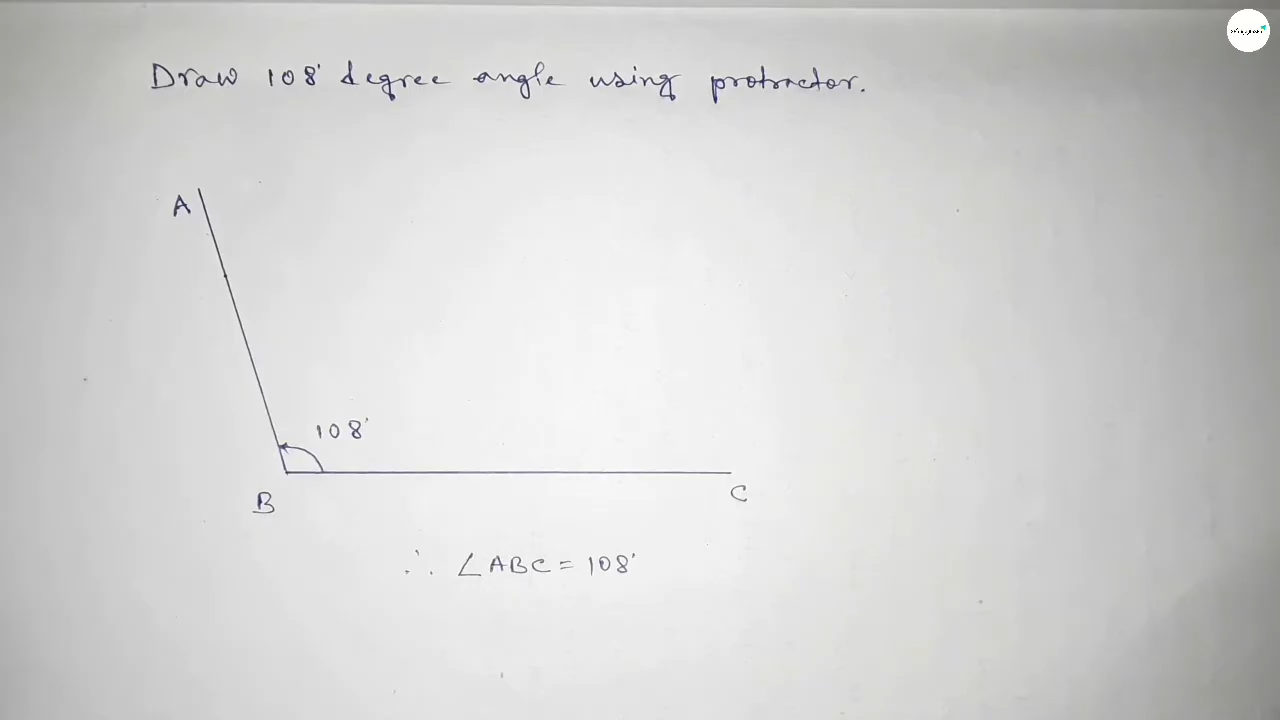 Draw 108° degree angle using protractor.
A
108°
B
C
∴ ∠ABC = 108°